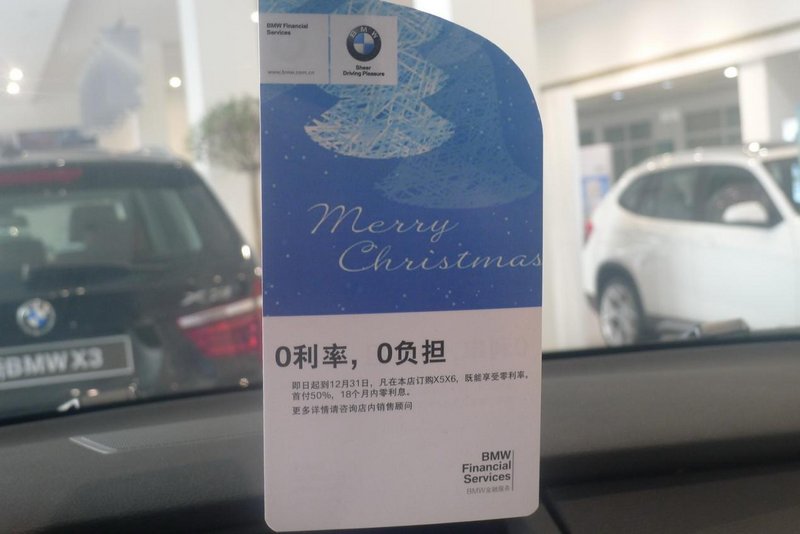 BMW Financial
Services
www.bmw.com.cn
BMW
Sheer
Driving Pleasure
Merry
Christmas
0利率，0负担
即日起到12月31日，凡在本店订购X5X6，既能享受零利率。
首付50%，18个月内零利息。
更多详情请咨询店内销售顾问
BMW
Financial
Services
BMW金融服务
BMW X3
X3